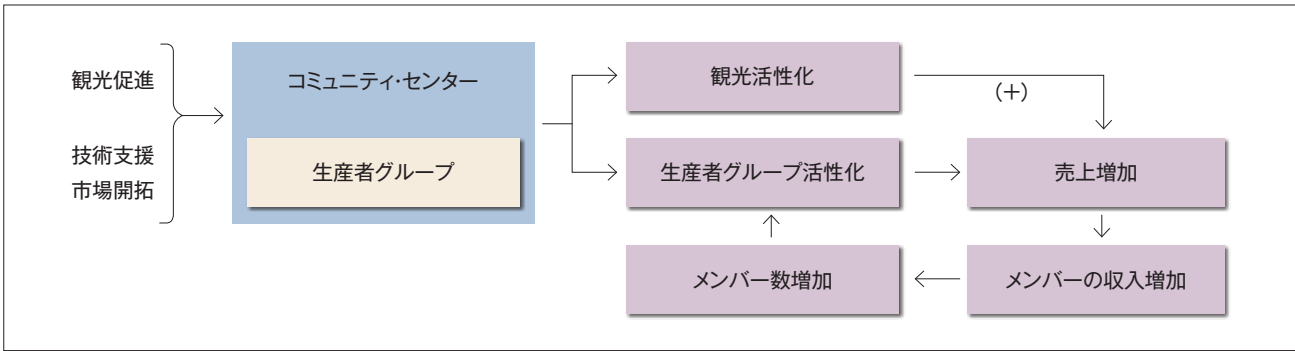 観光促進
技術支援
市場開拓
コミュニティ・センター
生産者グループ
観光活性化
(+)
生産者グループ活性化
売上増加
メンバー数増加
メンバーの収入増加